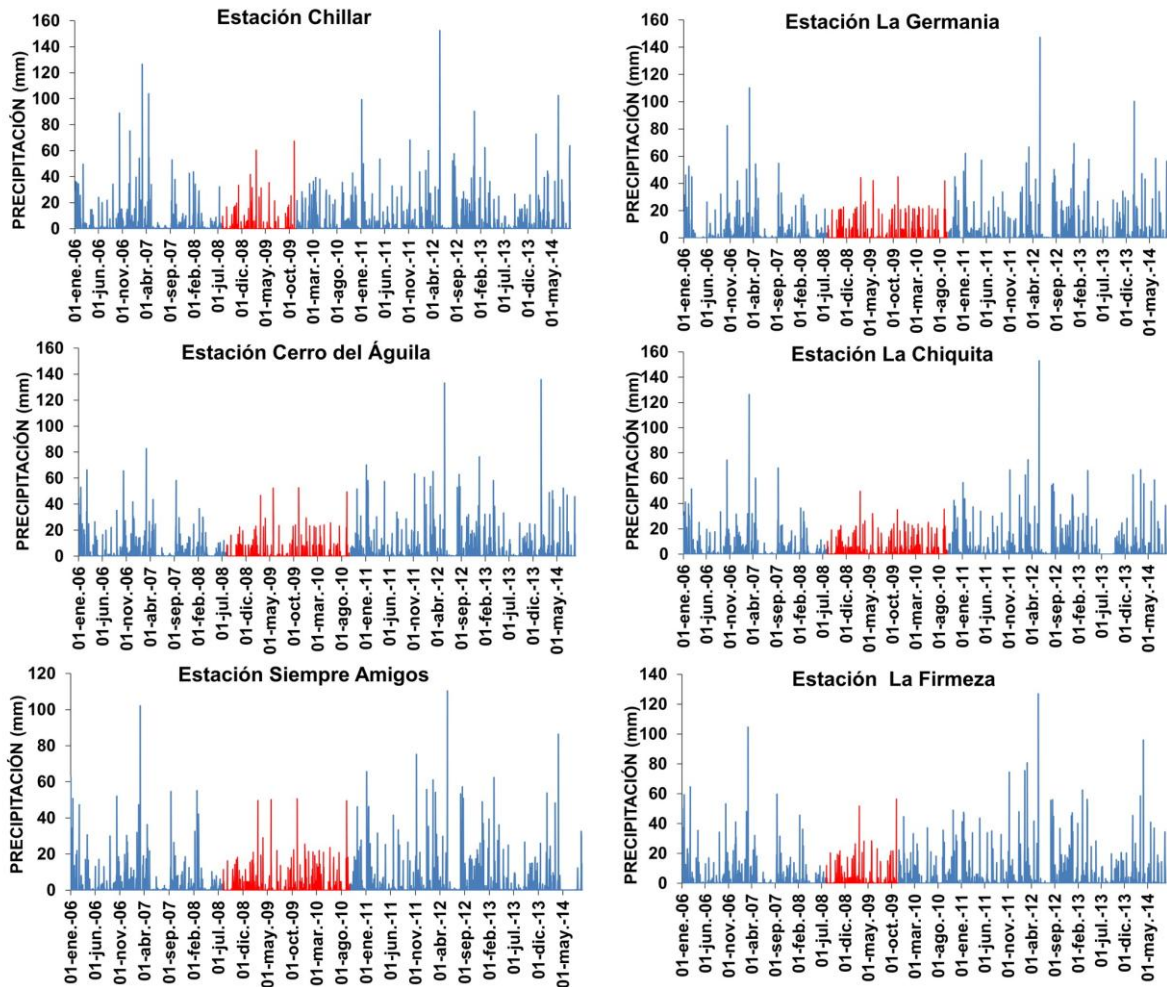 Estación Chillar
PRECIPITACIÓN (mm)
160
140
120
100
80
60
40
20
0
01-ene.-06
01-jun.-06
01-nov.-06
01-abr.-07
01-sep.-07
01-feb.-08
01-jul.-08
01-dic.-08
01-may.-09
01-oct.-09
01-mar.-10
01-ago.-10
01-ene.-11
01-jun.-11
01-nov.-11
01-abr.-12
01-sep.-12
01-feb.-13
01-jul.-13
01-dic.-13
01-may.-14
Estación La Germania
PRECIPITACIÓN (mm)
160
140
120
100
80
60
40
20
0
01-ene.-06
01-jun.-06
01-nov.-06
01-abr.-07
01-sep.-07
01-feb.-08
01-jul.-08
01-dic.-08
01-may.-09
01-oct.-09
01-mar.-10
01-ago.-10
01-ene.-11
01-jun.-11
01-nov.-11
01-abr.-12
01-sep.-12
01-feb.-13
01-jul.-13
01-dic.-13
01-may.-14
Estación Cerro del Águila
PRECIPITACIÓN (mm)
160
140
120
100
80
60
40
20
0
01-ene.-06
01-jun.-06
01-nov.-06
01-abr.-07
01-sep.-07
01-feb.-08
01-jul.-08
01-dic.-08
01-may.-09
01-oct.-09
01-mar.-10
01-ago.-10
01-ene.-11
01-jun.-11
01-nov.-11
01-abr.-12
01-sep.-12
01-feb.-13
01-jul.-13
01-dic.-13
01-may.-14
Estación La Chiquita
PRECIPITACIÓN (mm)
160
140
120
100
80
60
40
20
0
01-ene.-06
01-jun.-06
01-nov.-06
01-abr.-07
01-sep.-07
01-feb.-08
01-jul.-08
01-dic.-08
01-may.-09
01-oct.-09
01-mar.-10
01-ago.-10
01-ene.-11
01-jun.-11
01-nov.-11
01-abr.-12
01-sep.-12
01-feb.-13
01-jul.-13
01-dic.-13
01-may.-14
Estación Siempre Amigos
PRECIPITACIÓN (mm)
120
100
80
60
40
20
0
01-ene.-06
01-jun.-06
01-nov.-06
01-abr.-07
01-sep.-07
01-feb.-08
01-jul.-08
01-dic.-08
01-may.-09
01-oct.-09
01-mar.-10
01-ago.-10
01-ene.-11
01-jun.-11
01-nov.-11
01-abr.-12
01-sep.-12
01-feb.-13
01-jul.-13
01-dic.-13
01-may.-14
Estación La Firmeza
PRECIPITACIÓN (mm)
140
120
100
80
60
40
20
0
01-ene.-06
01-jun.-06
01-nov.-06
01-abr.-07
01-sep.-07
01-feb.-08
01-jul.-08
01-dic.-08
01-may.-09
01-oct.-09
01-mar.-10
01-ago.-10
01-ene.-11
01-jun.-11
01-nov.-11
01-abr.-12
01-sep.-12
01-feb.-13
01-jul.-13
01-dic.-13
01-may.-14